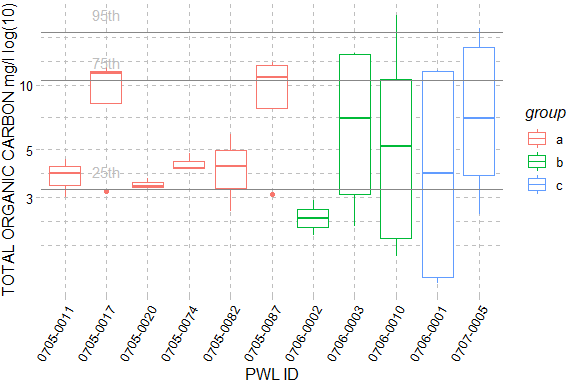 95th
75th
25th
10
5
3
TOTAL ORGANIC CARBON mg/l log(10)
0705-0011
0705-0017
0705-0020
0705-0074
0705-0082
0705-0087
0706-0002
0706-0003
0706-0010
0706-0001
0707-0005
PWL ID
group
a
b
c